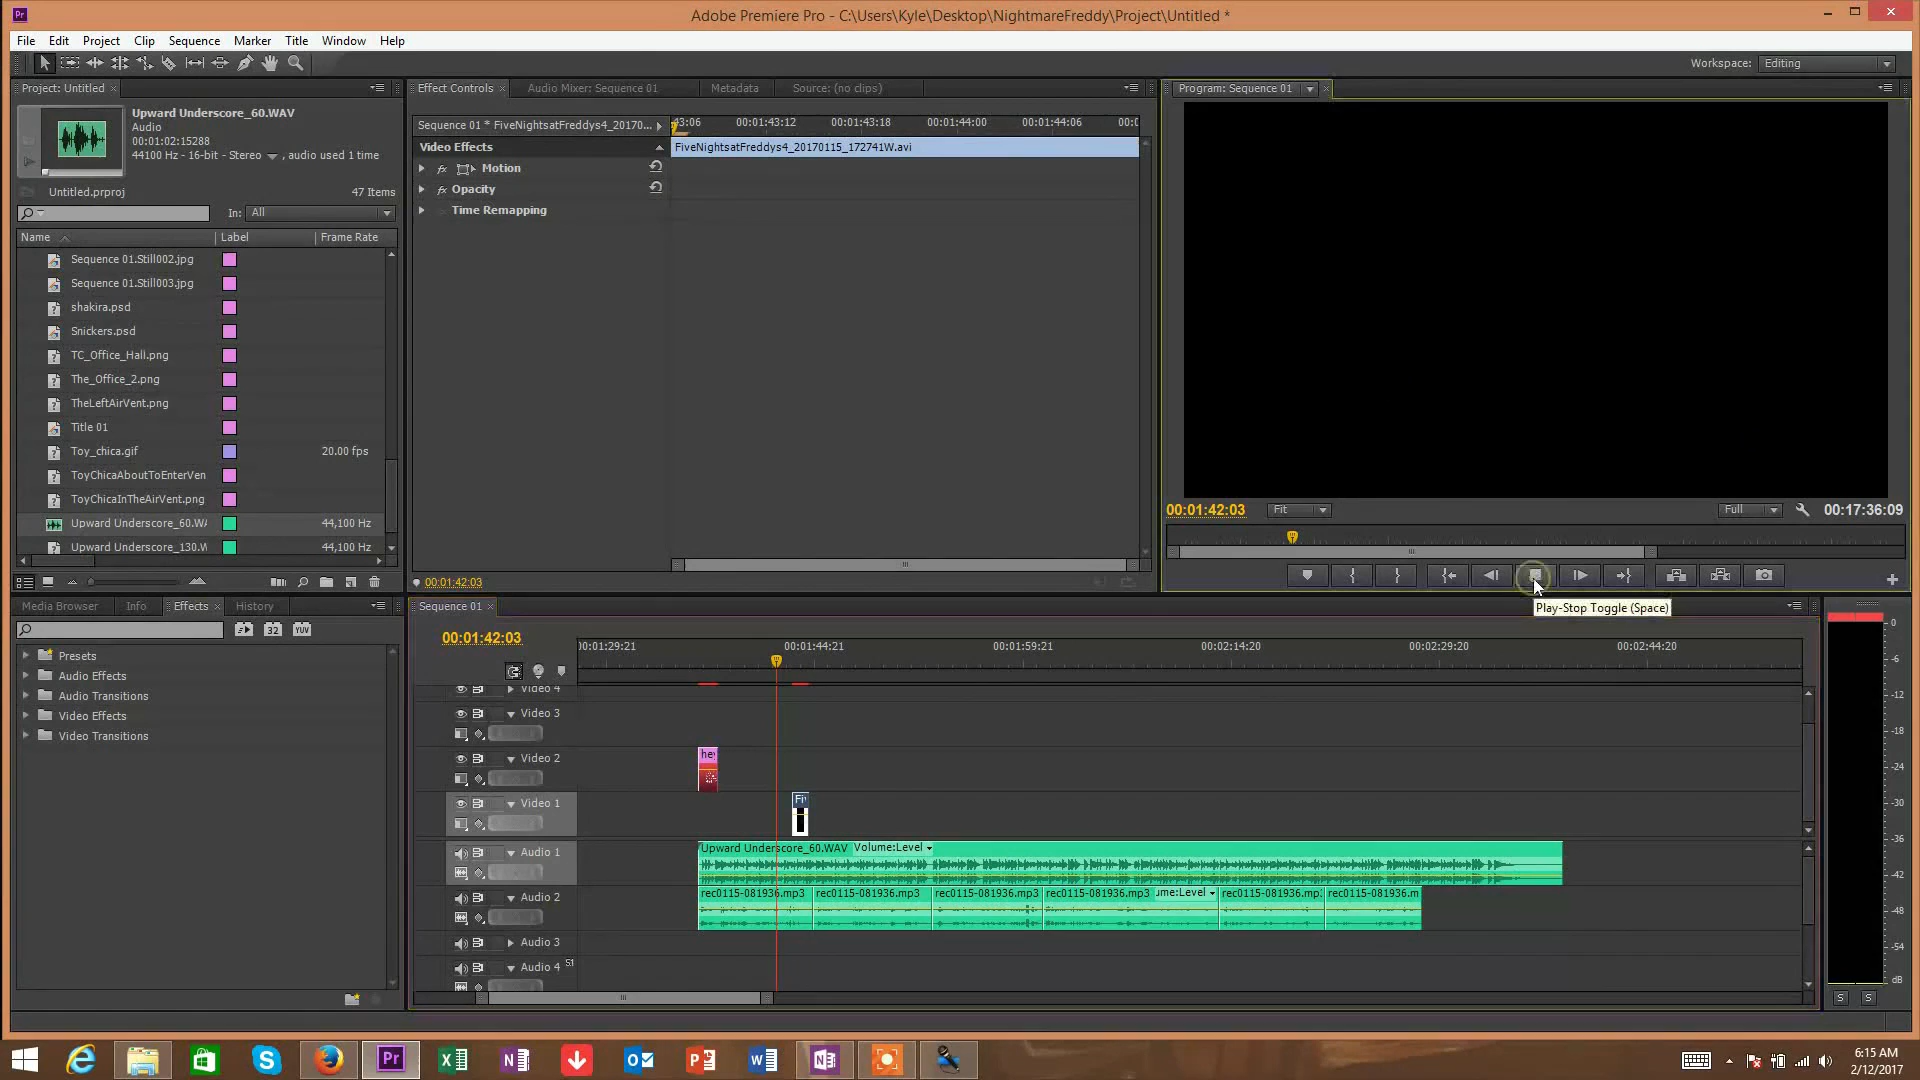 Adobe Premiere Pro - C:\Users\Kyle\Desktop\NightmareFreddy\Project\Untitled *
File Edit Project Clip Sequence Marker Title Window Help
Workspace: Editing
Project: Untitled
Upward Underscore_60.WAV
Audio
00:01:02:15288
44100 Hz - 16-bit - Stereo , audio used 1 time
Untitled.prproj 47 Items
In: All
Name Label Frame Rate
Sequence 01.Still002.jpg
Sequence 01.Still003.jpg
shakira.psd
Snickers.psd
TC_Office_Hall.png
The_Office_2.png
TheLeftAirVent.png
Title 01
Toy_chica.gif 20.00 fps
ToyChicaAboutToEnterVen
ToyChicaInTheAirVent.png
Upward Underscore_60.WA 44,100 Hz
Upward Underscore_130.W 44,100 Hz
Effect Controls Audio Mixer: Sequence 01 Metadata Source: (no clips)
Sequence 01 * FiveNightsatFreddys4_20170... 43:06 00:01:43:12 00:01:43:18 00:01:44:00 00:01:44:06 00:0
Video Effects FiveNightsatFreddys4_20170115_172741W.avi
fx Motion
fx Opacity
Time Remapping
00:01:42:03
Program: Sequence 01
00:01:42:03 Fit Full 00:17:36:09
Play-Stop Toggle (Space)
Media Browser Info Effects History
32 YUV
Presets
Audio Effects
Audio Transitions
Video Effects
Video Transitions
Sequence 01
00:01:42:03
00:01:29:21 00:01:44:21 00:01:59:21 00:02:14:20 00:02:29:20 00:02:44:20
Video 4
Video 3
Video 2
hey
Video 1
Fiv
Audio 1
Upward Underscore_60.WAV Volume:Level
Audio 2
rec0115-081936.mp3 rec0115-081936.mp3 rec0115-081936.mp3 rec0115-081936.mp3 ume:Level rec0115-081936.mp: rec0115-081936.m
Audio 3
Audio 4 5.1
0
-6
-12
-18
-24
-30
-36
-42
-48
-54
dB
S S
Pr
6:15 AM
2/12/2017